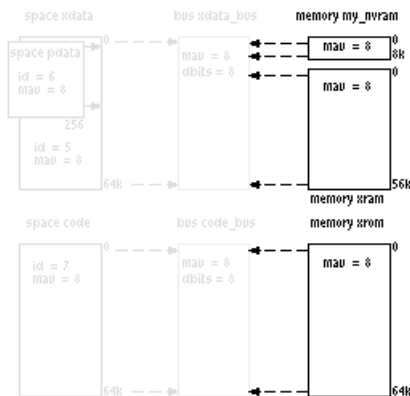 space xdata bus xdata_bus memory my_nvram
0 0
mau = 8 8k
space pdata mau = 8 0
dbits = 8
id = 6 mau = 8
mau = 8
256
id = 5
mau = 8
64k 56k
memory xram
space code bus code_bus memory xrom
0 0
id = 7 mau = 8 mau = 8
mau = 8 dbits = 8
64k 64k